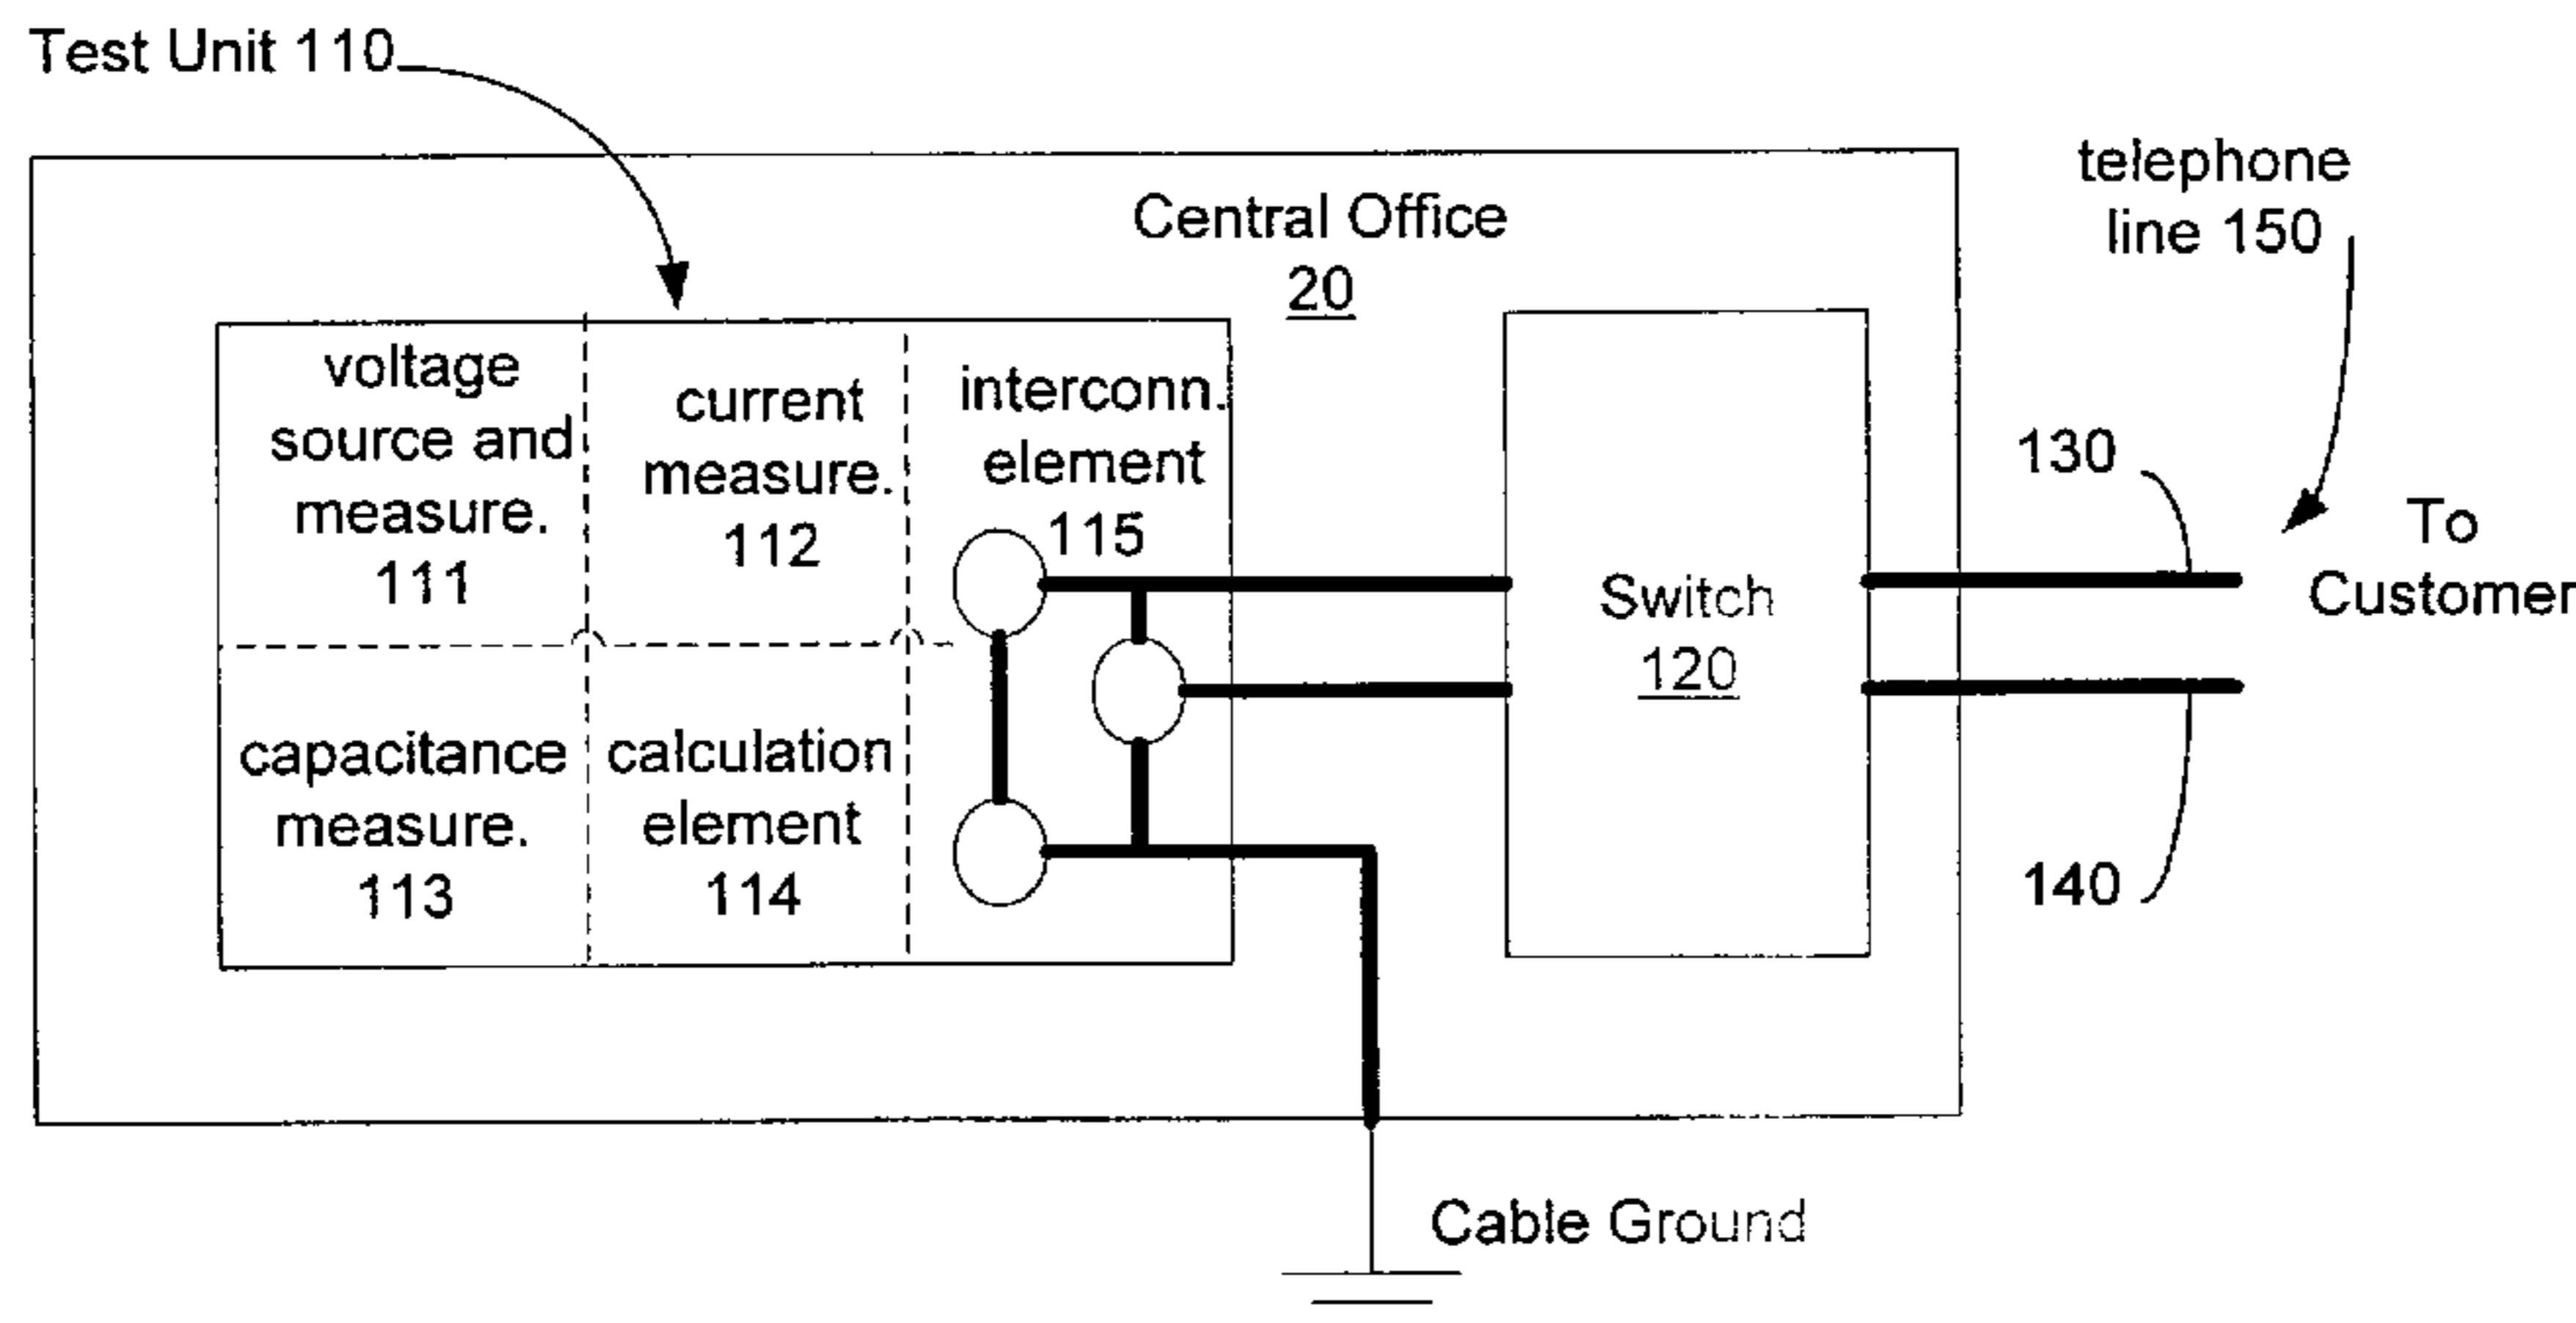 Test Unit 110
Central Office
20
telephone
line 150
voltage
source and
measure.
111
current
measure.
112
interconn.
element
115
capacitance
measure.
113
calculation
element
114
Switch
120
130
140
To
Customer
Cable Ground